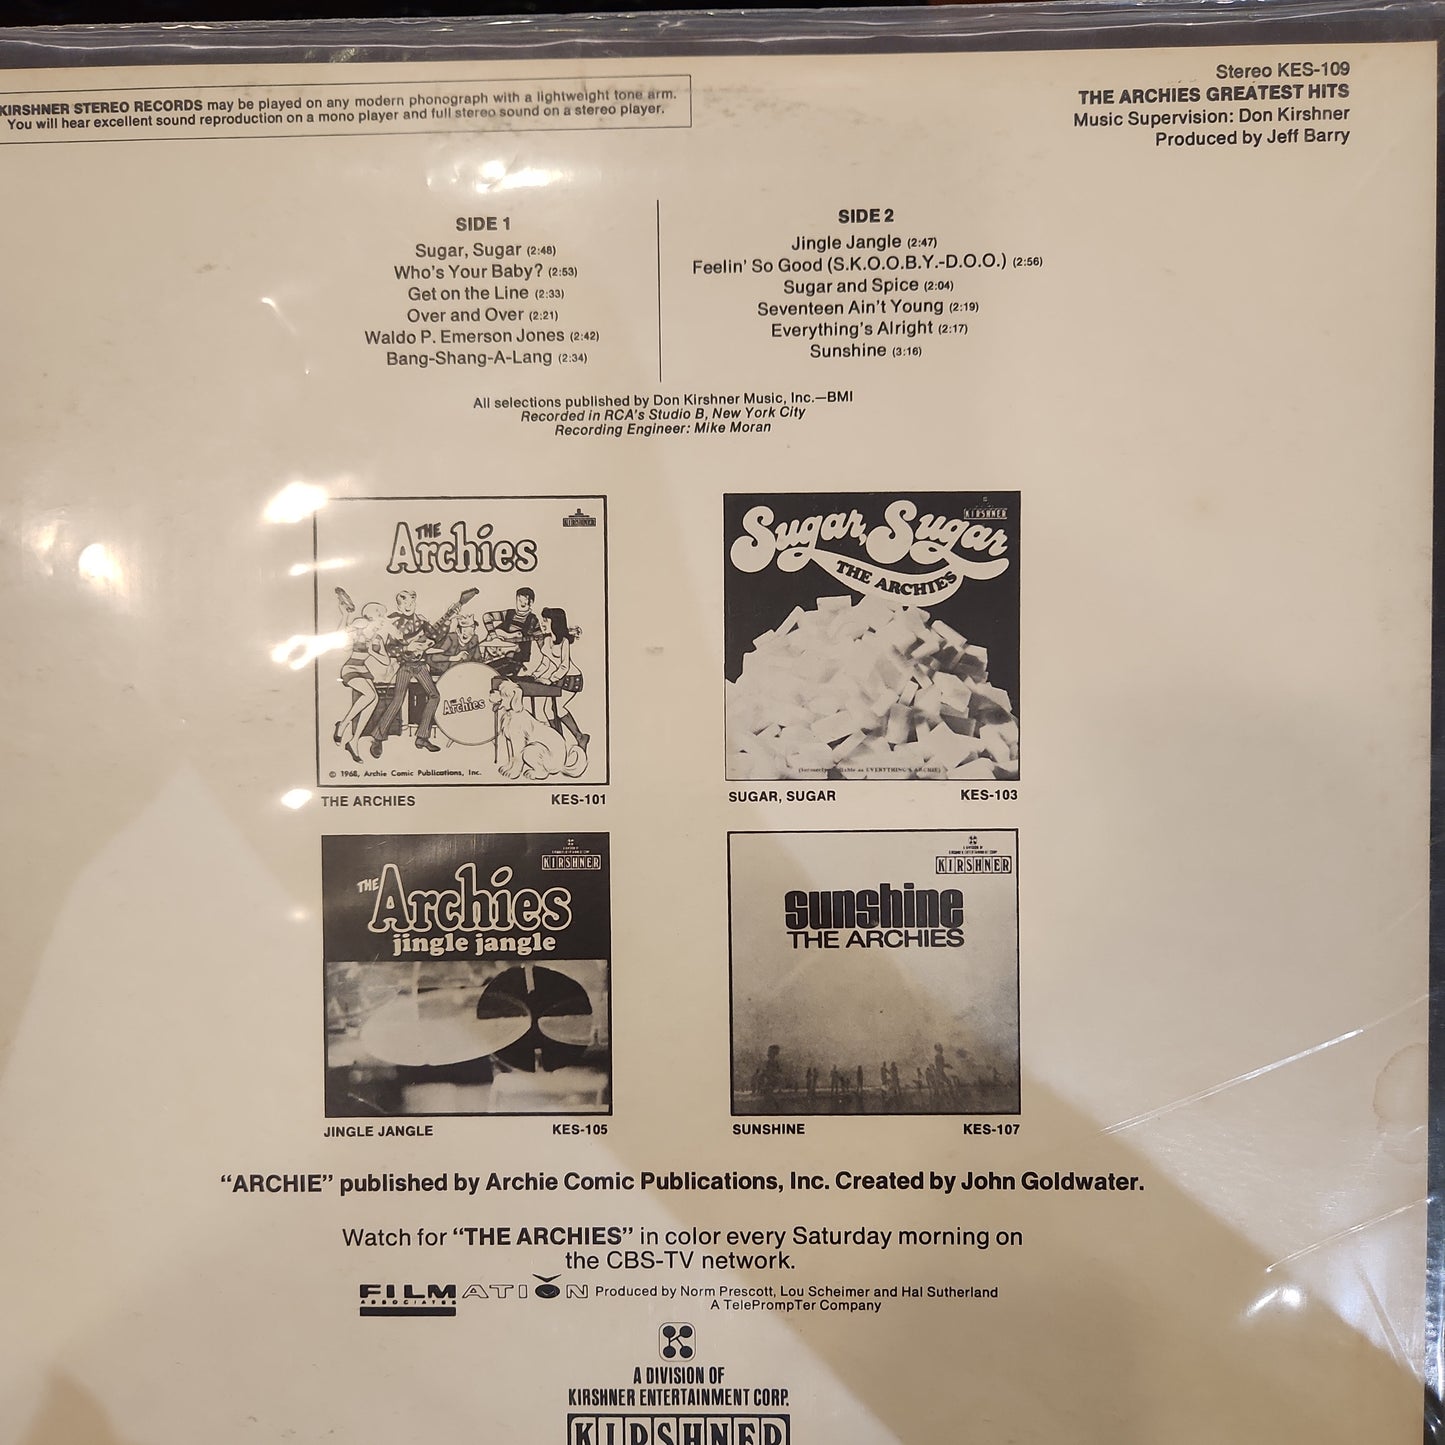 KIRSHNER STEREO RECORDS may be played on any modern phonograph with a lightweight tone arm.
You will hear excellent sound reproduction on a mono player and full stereo sound on a stereo player.
Stereo KES-109
THE ARCHIES GREATEST HITS
Music Supervision: Don Kirshner
Produced by Jeff Barry
SIDE 1
Sugar, Sugar (2:48)
Who's Your Baby? (2:53)
Get on the Line (2:33)
Over and Over (2:21)
Waldo P. Emerson Jones (2:42)
Bang-Shang-A-Lang (2:34)
SIDE 2
Jingle Jangle (2:47)
Feelin' So Good (S.K.O.O.B.Y.-D.O.O.) (2:56)
Sugar and Spice (2:04)
Seventeen Ain't Young (2:19)
Everything's Alright (2:17)
Sunshine (3:16)
All selections published by Don Kirshner Music, Inc.—BMI
Recorded in RCA's Studio B, New York City
Recording Engineer: Mike Moran
KIRSHNER
THE
Archies
THE Archies
© 1968, Archie Comic Publications, Inc.
THE ARCHIES KES-101
KIRSHNER
Sugar, Sugar
THE ARCHIES
SUGAR, SUGAR KES-103
KIRSHNER
THE Archies
jingle jangle
JINGLE JANGLE KES-105
KIRSHNER
sunshine
THE ARCHIES
SUNSHINE KES-107
“ARCHIE” published by Archie Comic Publications, Inc. Created by John Goldwater.
Watch for “THE ARCHIES” in color every Saturday morning on
the CBS-TV network.
FILMATION Produced by Norm Prescott, Lou Scheimer and Hal Sutherland
ASSOCIATES A TelePrompTer Company
K
A DIVISION OF
KIRSHNER ENTERTAINMENT CORP.
KIRSHNER